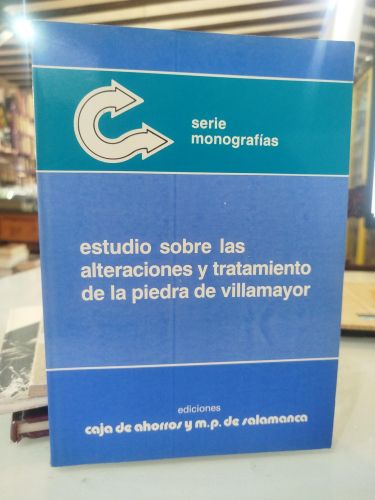 serie
monografías
estudio sobre las
alteraciones y tratamiento
de la piedra de villamayor
ediciones
caja de ahorros y m.p. de salamanca